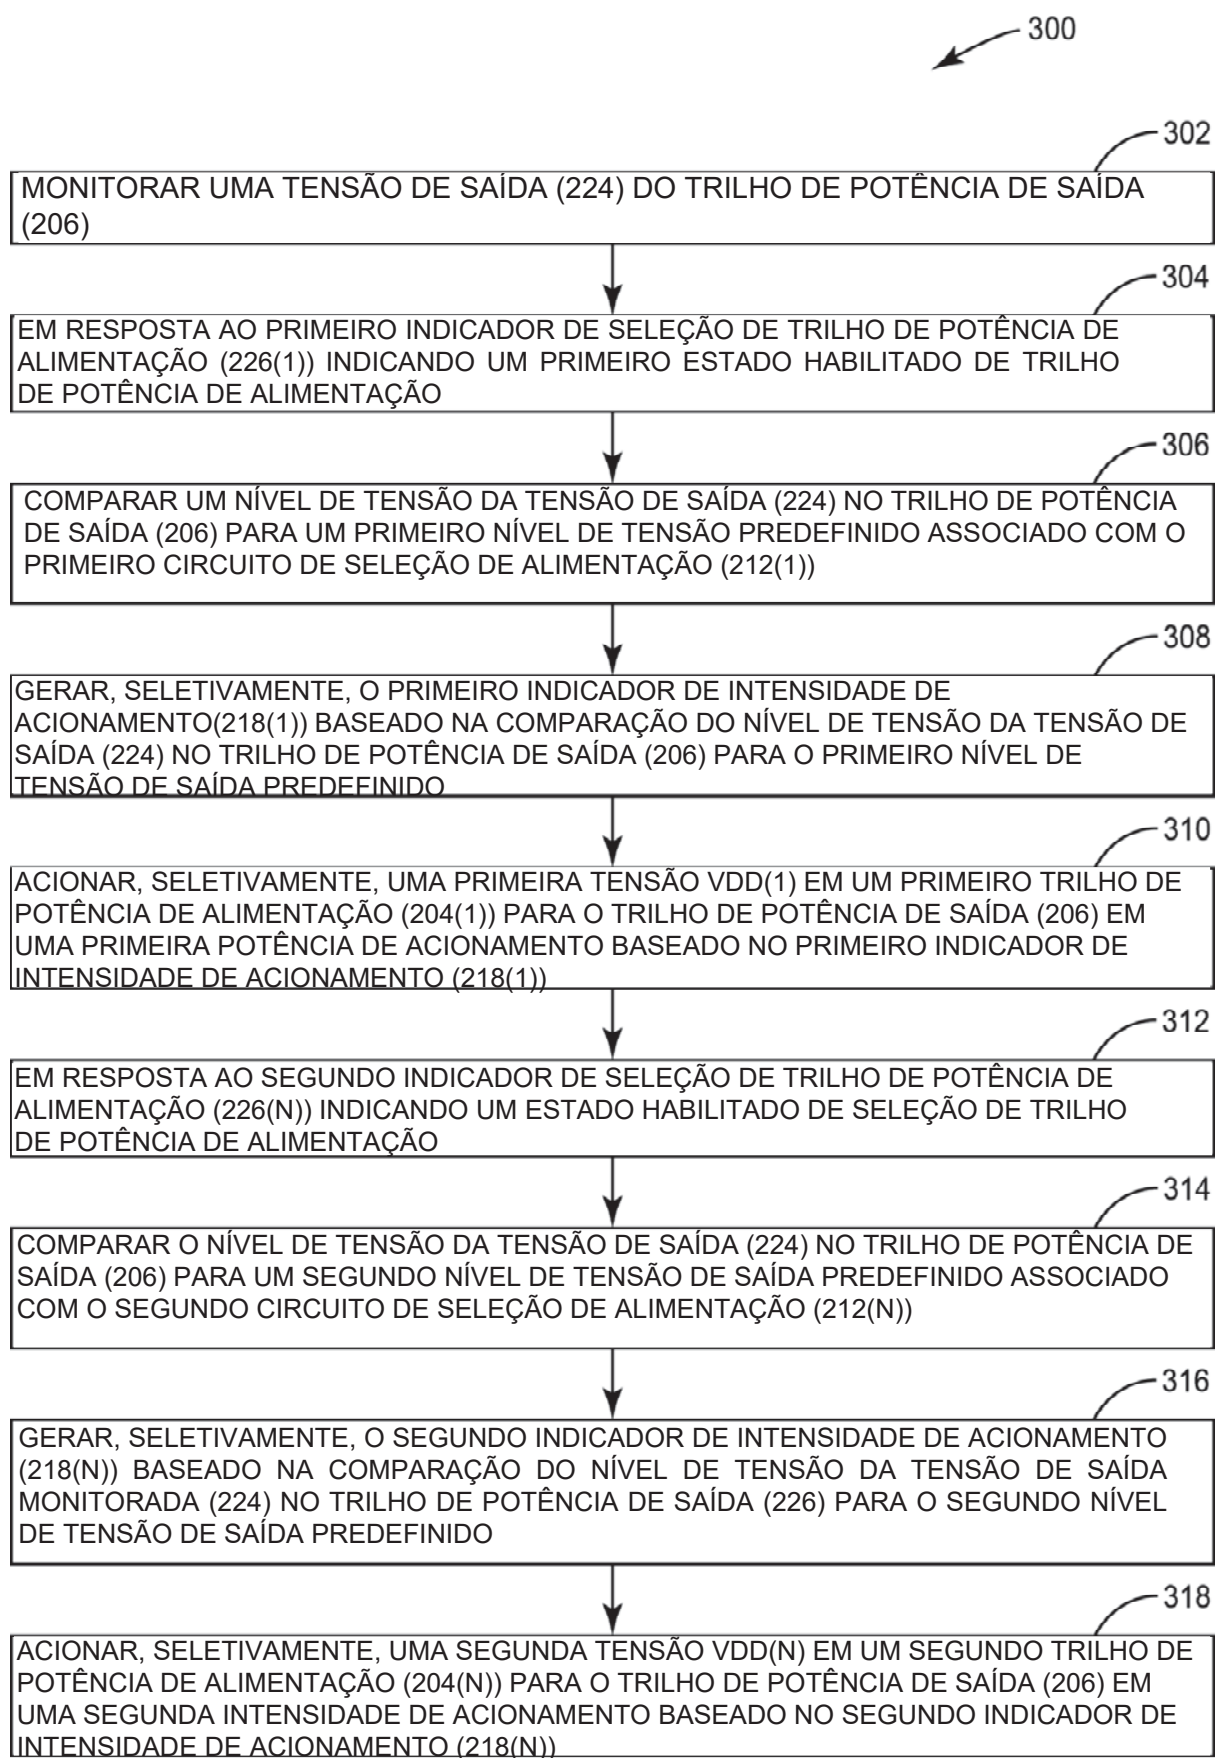 300
302
MONITORAR UMA TENSÃO DE SAÍDA (224) DO TRILHO DE POTÊNCIA DE SAÍDA
(206)
304
EM RESPOSTA AO PRIMEIRO INDICADOR DE SELEÇÃO DE TRILHO DE POTÊNCIA DE
ALIMENTAÇÃO (226(1)) INDICANDO UM PRIMEIRO ESTADO HABILITADO DE TRILHO
DE POTÊNCIA DE ALIMENTAÇÃO
306
COMPARAR UM NÍVEL DE TENSÃO DA TENSÃO DE SAÍDA (224) NO TRILHO DE POTÊNCIA
DE SAÍDA (206) PARA UM PRIMEIRO NÍVEL DE TENSÃO PREDEFINIDO ASSOCIADO COM O
PRIMEIRO CIRCUITO DE SELEÇÃO DE ALIMENTAÇÃO (212(1))
308
GERAR, SELETIVAMENTE, O PRIMEIRO INDICADOR DE INTENSIDADE DE
ACIONAMENTO(218(1)) BASEADO NA COMPARAÇÃO DO NÍVEL DE TENSÃO DA TENSÃO DE
SAÍDA (224) NO TRILHO DE POTÊNCIA DE SAÍDA (206) PARA O PRIMEIRO NÍVEL DE
TENSÃO DE SAÍDA PREDEFINIDO
310
ACIONAR, SELETIVAMENTE, UMA PRIMEIRA TENSÃO VDD(1) EM UM PRIMEIRO TRILHO DE
POTÊNCIA DE ALIMENTAÇÃO (204(1)) PARA O TRILHO DE POTÊNCIA DE SAÍDA (206) EM
UMA PRIMEIRA POTÊNCIA DE ACIONAMENTO BASEADO NO PRIMEIRO INDICADOR DE
INTENSIDADE DE ACIONAMENTO (218(1))
312
EM RESPOSTA AO SEGUNDO INDICADOR DE SELEÇÃO DE TRILHO DE POTÊNCIA DE
ALIMENTAÇÃO (226(N)) INDICANDO UM ESTADO HABILITADO DE SELEÇÃO DE TRILHO
DE POTÊNCIA DE ALIMENTAÇÃO
314
COMPARAR O NÍVEL DE TENSÃO DA TENSÃO DE SAÍDA (224) NO TRILHO DE POTÊNCIA DE
SAÍDA (206) PARA UM SEGUNDO NÍVEL DE TENSÃO DE SAÍDA PREDEFINIDO ASSOCIADO
COM O SEGUNDO CIRCUITO DE SELEÇÃO DE ALIMENTAÇÃO (212(N))
316
GERAR, SELETIVAMENTE, O SEGUNDO INDICADOR DE INTENSIDADE DE ACIONAMENTO
(218(N)) BASEADO NA COMPARAÇÃO DO NÍVEL DE TENSÃO DA TENSÃO DE SAÍDA
MONITORADA (224) NO TRILHO DE POTÊNCIA DE SAÍDA (226) PARA O SEGUNDO NÍVEL
DE TENSÃO DE SAÍDA PREDEFINIDO
318
ACIONAR, SELETIVAMENTE, UMA SEGUNDA TENSÃO VDD(N) EM UM SEGUNDO TRILHO DE
POTÊNCIA DE ALIMENTAÇÃO (204(N)) PARA O TRILHO DE POTÊNCIA DE SAÍDA (206) EM
UMA SEGUNDA INTENSIDADE DE ACIONAMENTO BASEADO NO SEGUNDO INDICADOR DE
INTENSIDADE DE ACIONAMENTO (218(N))